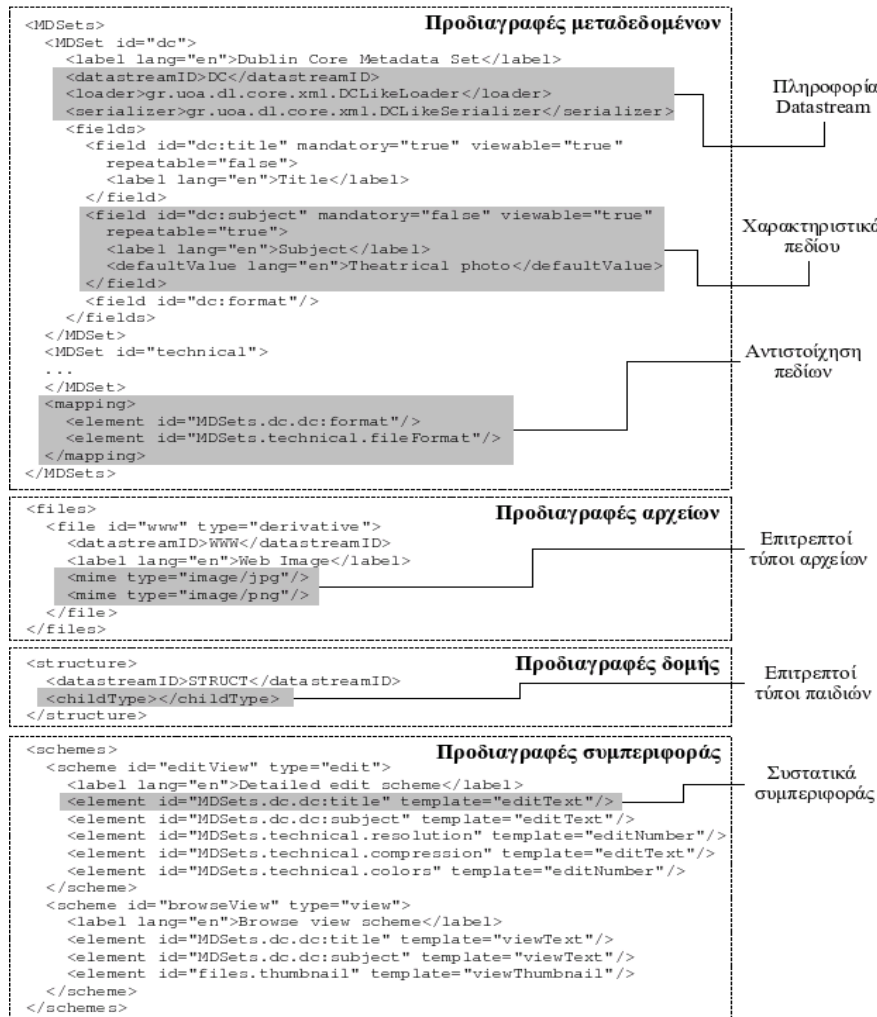 Προδιαγραφές μεταδεδομένων
<MDSets>
<MDSet id="dc">
<label lang="en">Dublin Core Metadata Set</label>
<datastreamID>DC</datastreamID>
<loader>gr.uoa.dl.core.xml.DCLikeLoader</loader>
<serializer>gr.uoa.dl.core.xml.DCLikeSerializer</serializer>
<fields>
<field id="dc:title" mandatory="true" viewable="true"
repeatable="false">
<label lang="en">Title</label>
</field>
<field id="dc:subject" mandatory="false" viewable="true"
repeatable="true">
<label lang="en">Subject</label>
<defaultValue lang="en">Theatrical photo</defaultValue>
</field>
<field id="dc:format"/>
</fields>
</MDSet>
<MDSet id="technical">
...
</MDSet>
<mapping>
<element id="MDSets.dc.dc:format"/>
<element id="MDSets.technical.fileFormat"/>
</mapping>
</MDSets>
Πληροφορία
Datastream
Χαρακτηριστικά
πεδίου
Αντιστοίχηση
πεδίων
Προδιαγραφές αρχείων
<files>
<file id="www" type="derivative">
<datastreamID>WWW</datastreamID>
<label lang="en">Web Image</label>
<mime type="image/jpg"/>
<mime type="image/png"/>
</file>
</files>
Επιτρεπτοί
τύποι αρχείων
Προδιαγραφές δομής
<structure>
<datastreamID>STRUCT</datastreamID>
<childType></childType>
</structure>
Επιτρεπτοί
τύποι παιδιών
Προδιαγραφές συμπεριφοράς
<schemes>
<scheme id="editView" type="edit">
<label lang="en">Detailed edit scheme</label>
<element id="MDSets.dc.dc:title" template="editText"/>
<element id="MDSets.dc.dc:subject" template="editText"/>
<element id="MDSets.technical.resolution" template="editNumber"/>
<element id="MDSets.technical.compression" template="editText"/>
<element id="MDSets.technical.colors" template="editNumber"/>
</scheme>
<scheme id="browseView" type="view">
<label lang="en">Browse view scheme</label>
<element id="MDSets.dc.dc:title" template="viewText"/>
<element id="MDSets.dc.dc:subject" template="viewText"/>
<element id="files.thumbnail" template="viewThumbnail"/>
</scheme>
</schemes>
Συστατικά
συμπεριφοράς